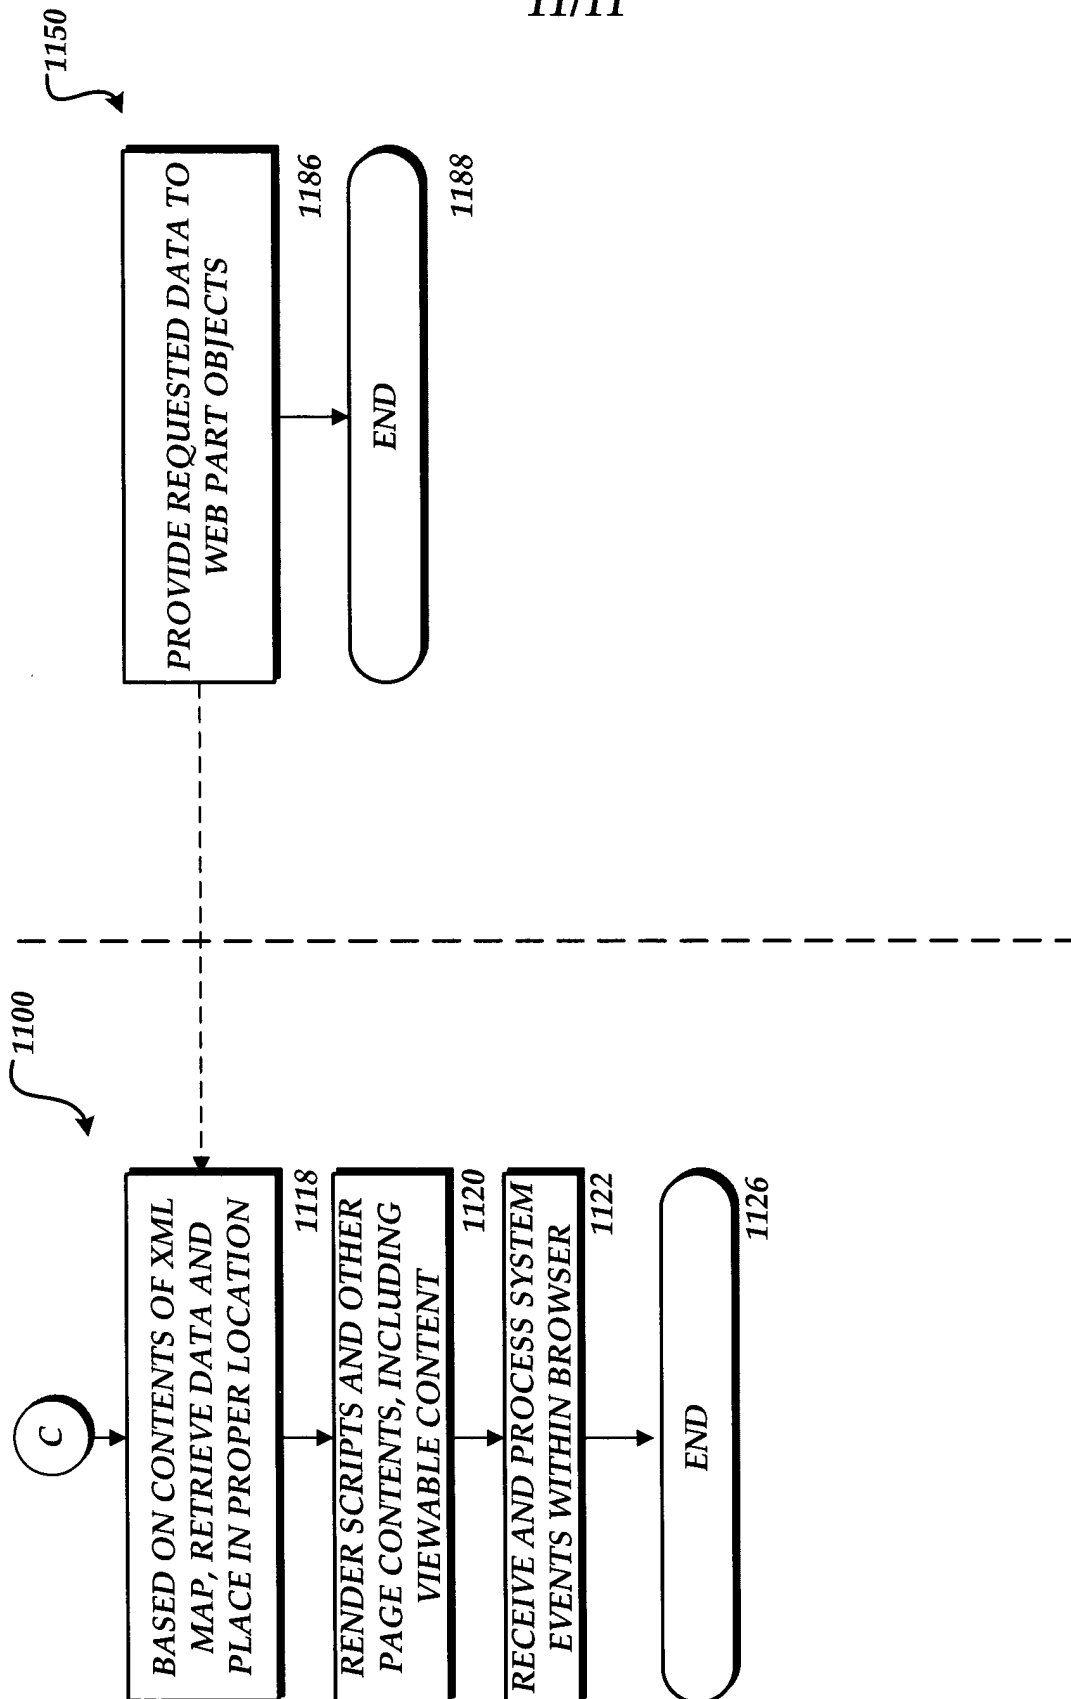 11/11
1100
C
BASED ON CONTENTS OF XML
MAP, RETRIEVE DATA AND
PLACE IN PROPER LOCATION
1118
RENDER SCRIPTS AND OTHER
PAGE CONTENTS, INCLUDING
VIEWABLE CONTENT
1120
RECEIVE AND PROCESS SYSTEM
EVENTS WITHIN BROWSER
1122
END
1126
1150
PROVIDE REQUESTED DATA TO
WEB PART OBJECTS
1186
END
1188